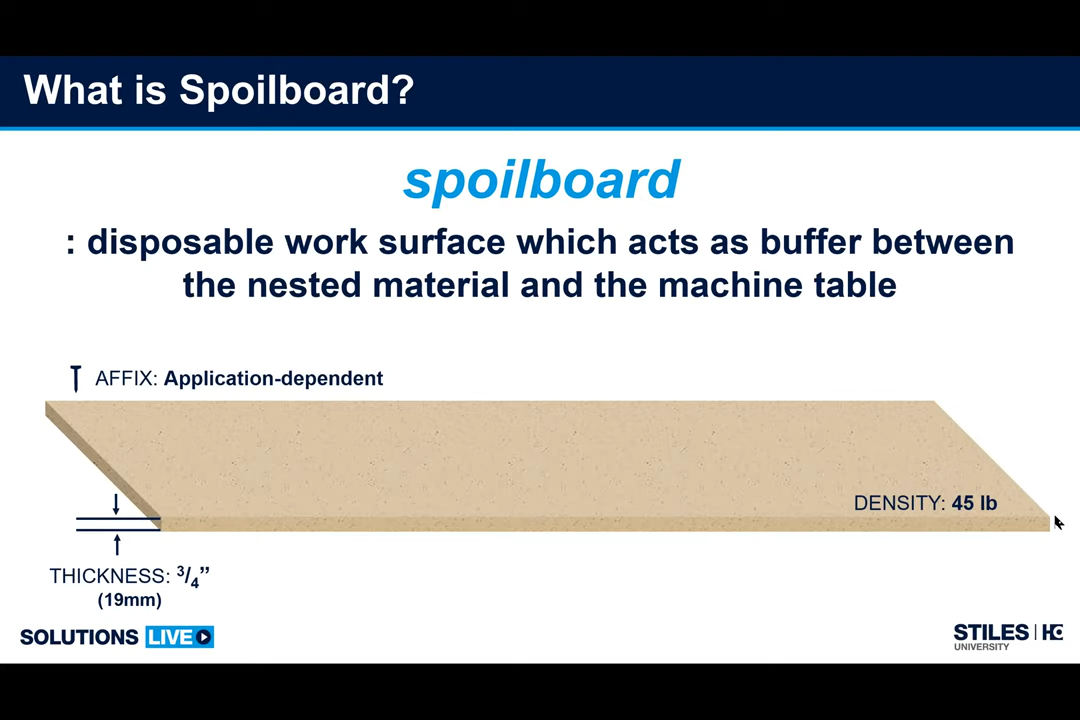 What is Spoilboard?
spoilboard
: disposable work surface which acts as buffer between
the nested material and the machine table
AFFIX: Application-dependent
DENSITY: 45 lb
THICKNESS: 3/4”
(19mm)
SOLUTIONS LIVE
STILES
UNIVERSITY